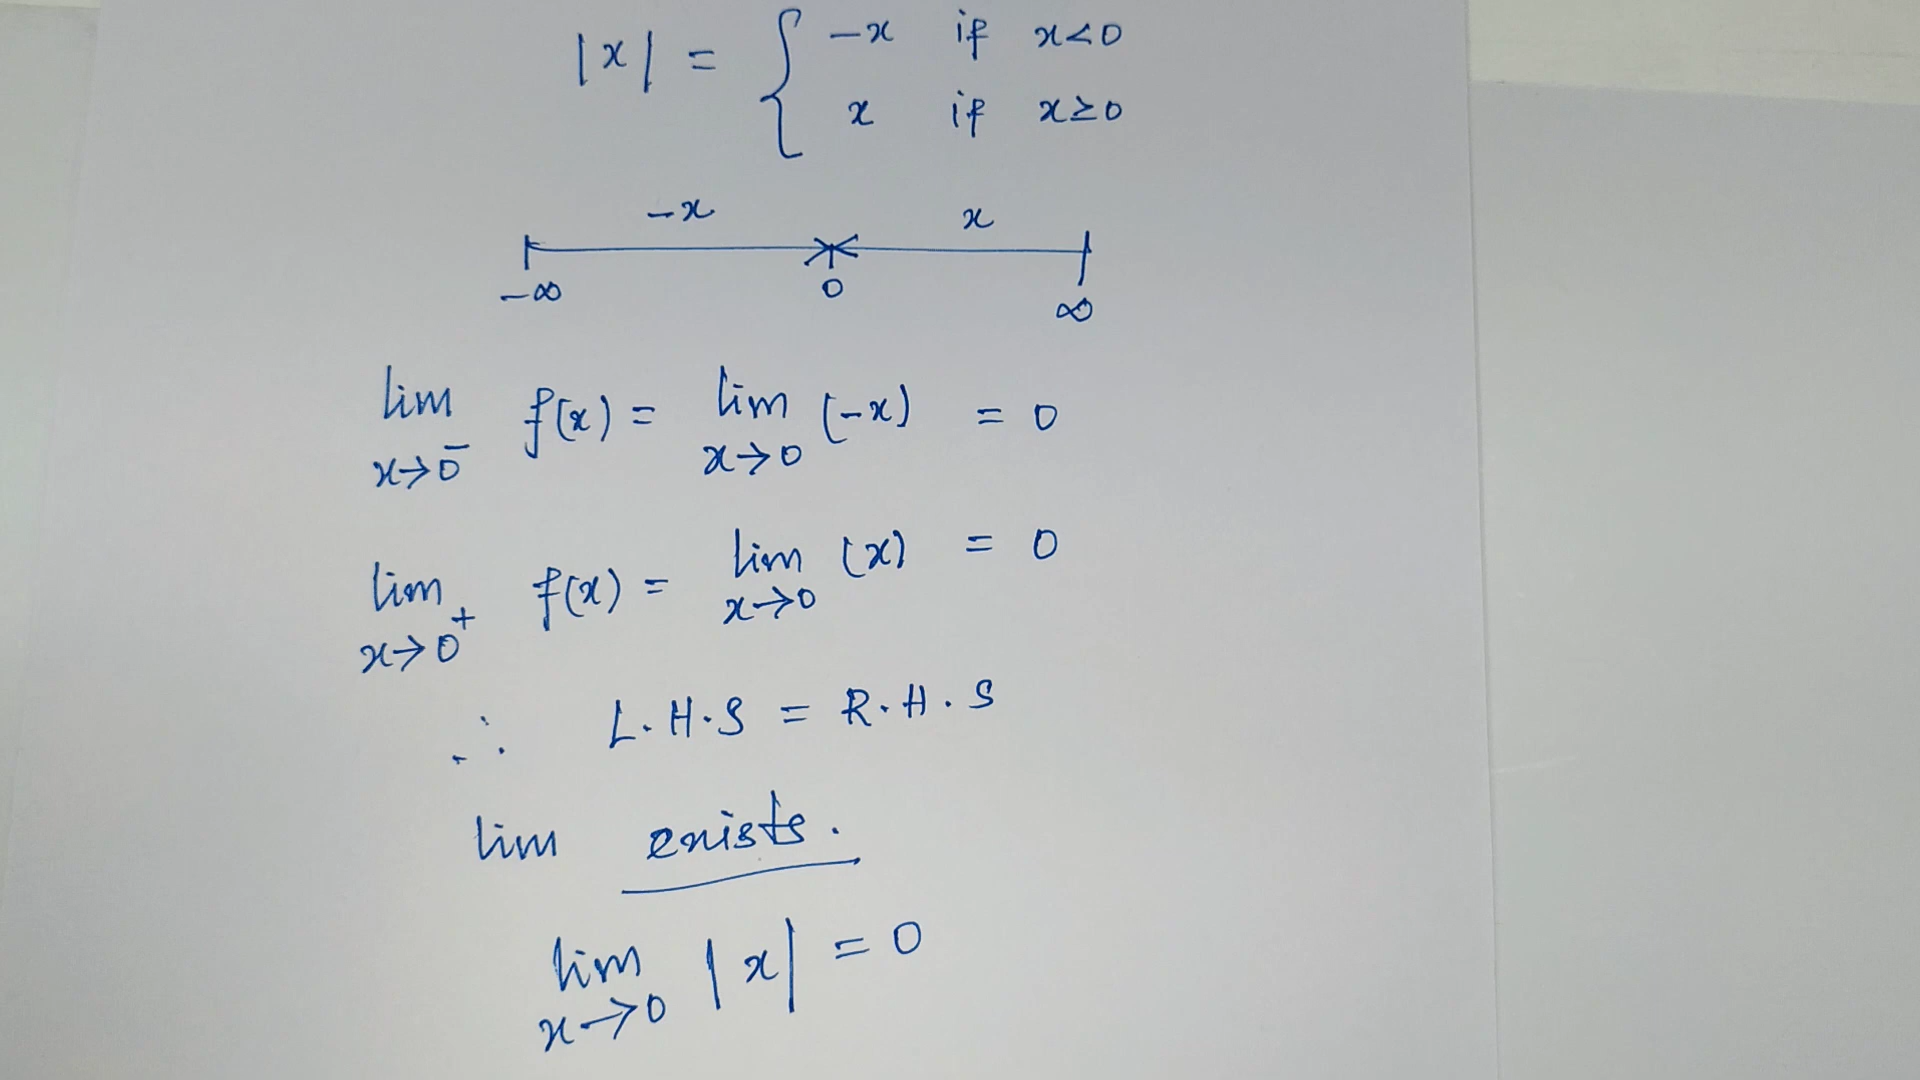 |x| = { -x if x<0
x if x≥0
-x x
-∞ 0 ∞
lim x→0⁻ f(x) = lim x→0 (-x) = 0
lim x→0⁺ f(x) = lim x→0 (x) = 0
∴ L.H.S = R.H.S
lim exists.
lim x→0 |x| = 0